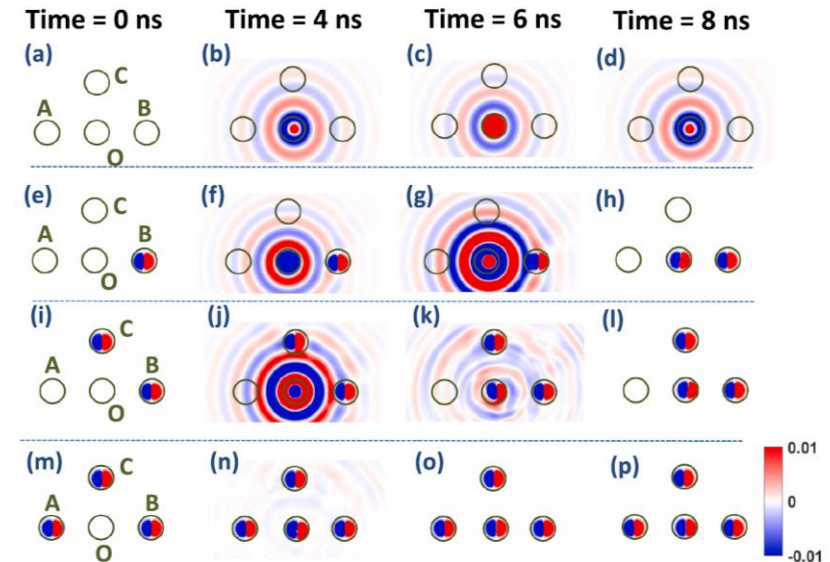 Time = 0 ns Time = 4 ns Time = 6 ns Time = 8 ns
(a) (b) (c) (d)
C
A B
O
(e) (f) (g) (h)
C
A B
O
(i) (j) (k) (l)
C
A B
O
(m) (n) (o) (p)
C
A B
O
0.01
0
-0.01